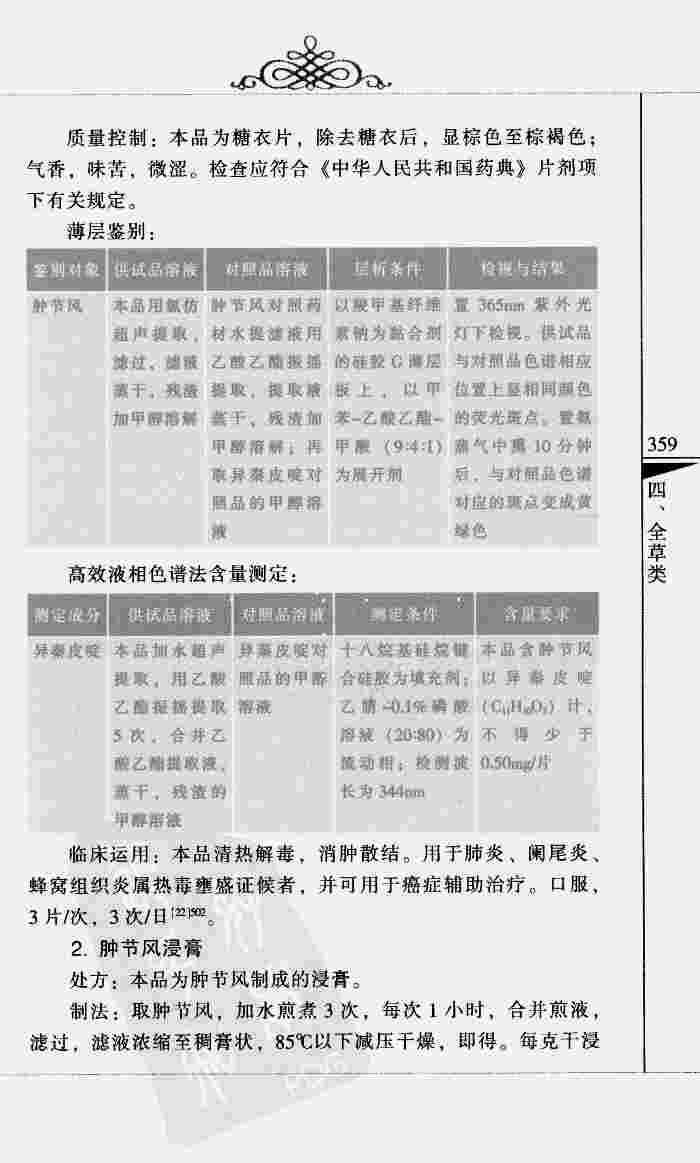 质量控制：本品为糖衣片，除去糖衣后，显棕色至棕褐色；
气香，味苦，微涩。检查应符合《中华人民共和国药典》片剂项
下有关规定。
薄层鉴别：
鉴别对象 供试品溶液 对照品溶液 层析条件 检视与结果
肿节风 本品用氯仿 肿节风对照药 以羧甲基纤维 置 365nm 紫外光
超声提取， 材水提滤液用 素钠为黏合剂 灯下检视。供试品
滤过，滤液 乙酸乙酯振摇 的硅胶 G 薄层 与对照品色谱相应
蒸干，残渣 提取，提取液 板上，以甲 位置上显相同颜色
加甲醇溶解 蒸干，残渣加 苯-乙酸乙酯- 的荧光斑点。置氨
甲醇溶解；再 甲酸（9:4:1） 蒸气中熏 10 分钟
取异秦皮啶对 为展开剂 后，与对照品色谱
照品的甲醇溶 对应的斑点变成黄
液 绿色
高效液相色谱法含量测定：
测定成分 供试品溶液 对照品溶液 测定条件 含量要求
异秦皮啶 本品加水超声 异秦皮啶对 十八烷基硅烷键 本品含肿节风
提取，用乙酸 照品的甲醇 合硅胶为填充剂； 以异秦皮啶
乙酯振摇提取 溶液 乙腈-0.1%磷酸 (C₁₁H₁₀O₅) 计，
5 次，合并乙 溶液（20:80）为 不得少于
酸乙酯提取液， 流动相；检测波 0.50mg/片
蒸干，残渣的 长为 344nm
甲醇溶液
临床运用：本品清热解毒，消肿散结。用于肺炎、阑尾炎、
蜂窝组织炎属热毒壅盛证候者，并可用于癌症辅助治疗。口服，
3 片/次，3 次/日[22]502。
2. 肿节风浸膏
处方：本品为肿节风制成的浸膏。
制法：取肿节风，加水煎煮 3 次，每次 1 小时，合并煎液，
滤过，滤液浓缩至稠膏状，85℃以下减压干燥，即得。每克干浸
359
四、全草类